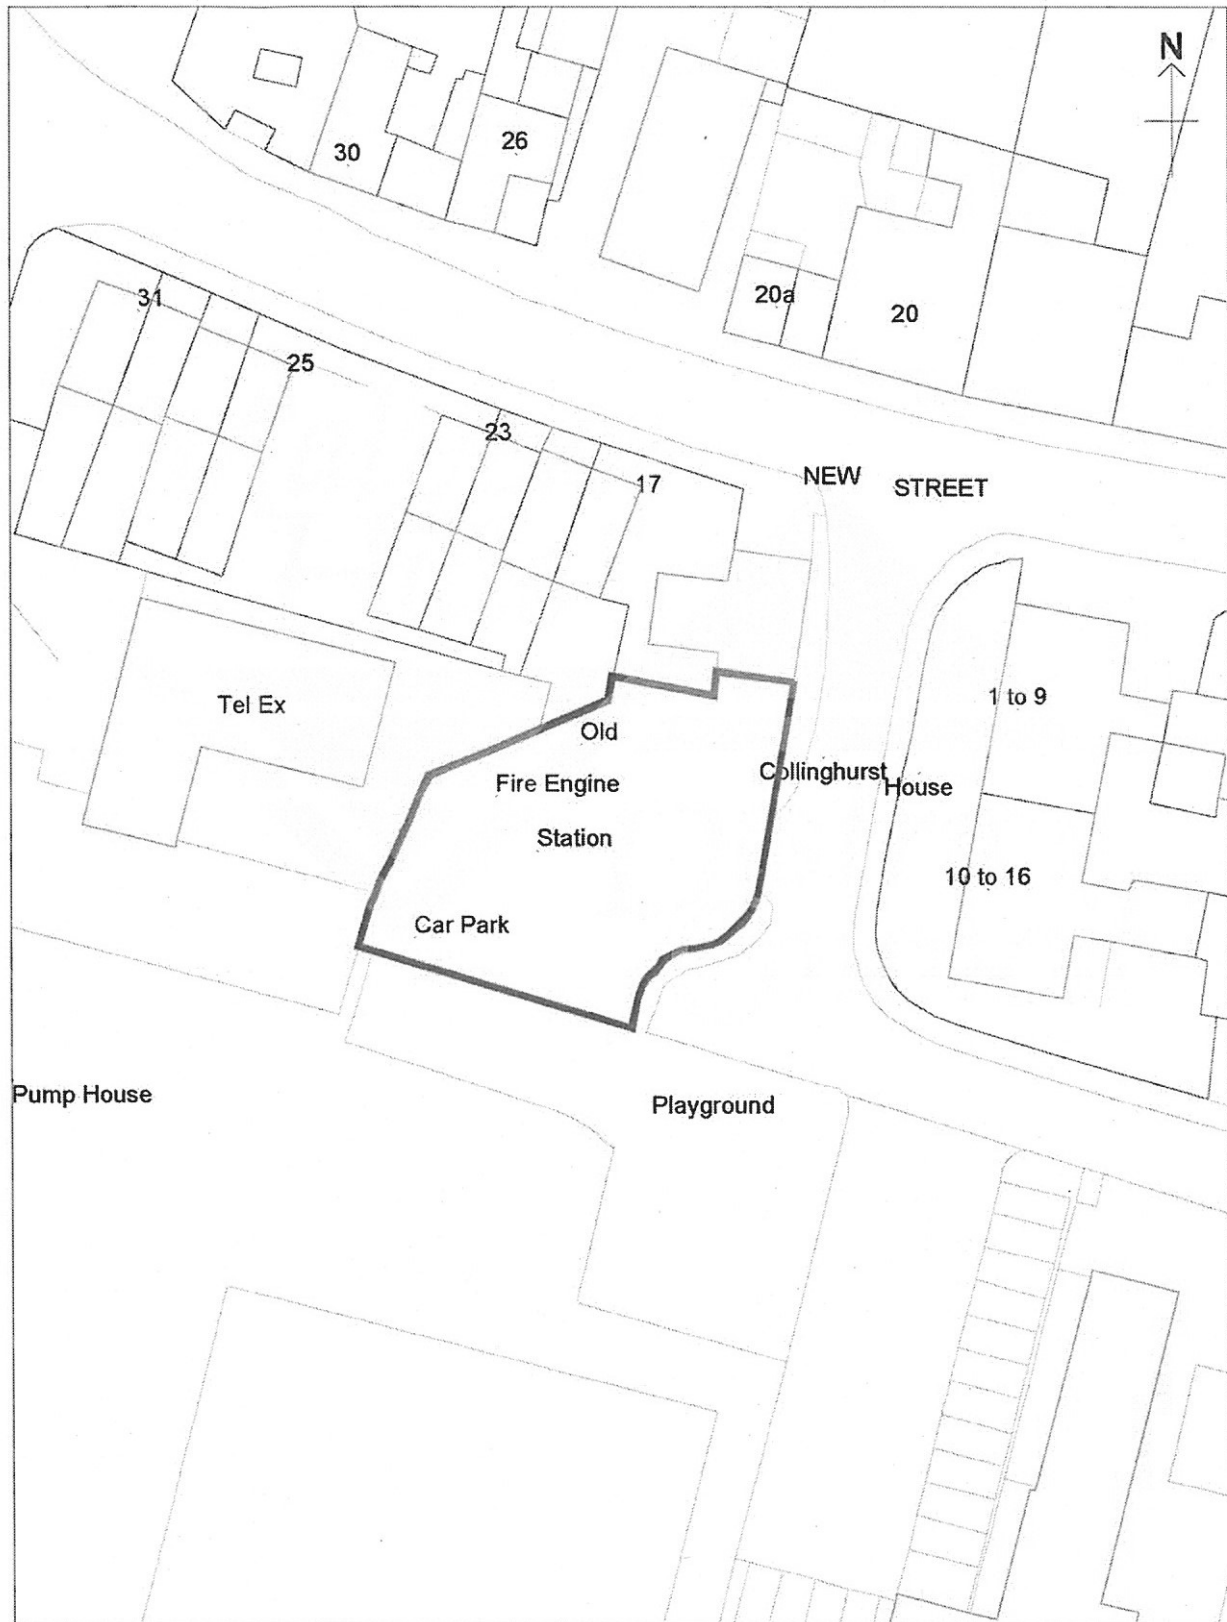 N
30
26
20a
20
31
25
23
17
NEW STREET
Tel Ex
1 to 9
Old
Fire Engine
Station
Collinghurst House
10 to 16
Car Park
Pump House
Playground